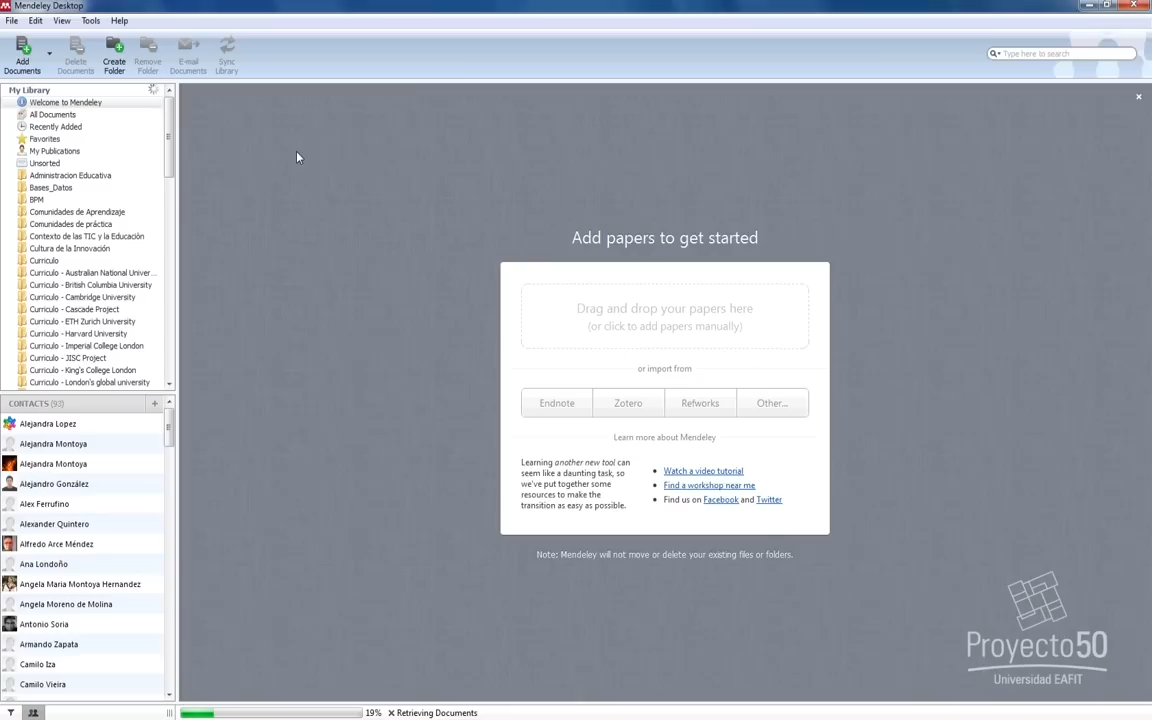 Mendeley Desktop
File Edit View Tools Help
Add Documents
Delete Documents
Create Folder
Remove Folder
E-mail Documents
Sync Library
Type here to search
My Library
Welcome to Mendeley
All Documents
Recently Added
Favorites
My Publications
Unsorted
Administracion Educativa
Bases_Datos
BPM
Comunidades de Aprendizaje
Comunidades de práctica
Contexto de las TIC y la Educación
Cultura de la Innovación
Curriculo
Curriculo - Australian National Univer...
Curriculo - British Columbia University
Curriculo - Cambridge University
Curriculo - Cascade Project
Curriculo - ETH Zurich University
Curriculo - Harvard University
Curriculo - Imperial College London
Curriculo - JISC Project
Curriculo - King's College London
Curriculo - London's global university
CONTACTS (93)
Alejandra Lopez
Alejandra Montoya
Alejandra Montoya
Alejandro González
Alex Ferrufino
Alexander Quintero
Alfredo Arce Méndez
Ana Londoño
Angela Maria Montoya Hernandez
Angela Moreno de Molina
Antonio Soria
Armando Zapata
Camilo Iza
Camilo Vieira
Add papers to get started
Drag and drop your papers here
(or click to add papers manually)
or import from
Endnote Zotero Refworks Other...
Learn more about Mendeley
Learning another new tool can
seem like a daunting task, so
we've put together some
resources to make the
transition as easy as possible.
Watch a video tutorial
Find a workshop near me
Find us on Facebook and Twitter
Note: Mendeley will not move or delete your existing files or folders.
Proyecto50
Universidad EAFIT
19% Retrieving Documents